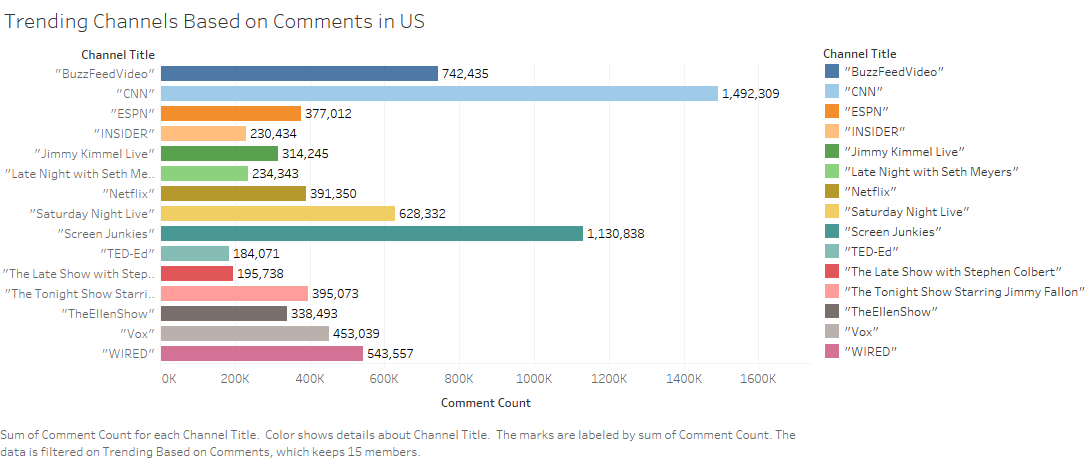 Trending Channels Based on Comments in US
Channel Title
"BuzzFeedVideo" 742,435
"CNN" 1,492,309
"ESPN" 377,012
"INSIDER" 230,434
"Jimmy Kimmel Live" 314,245
"Late Night with Seth Me.. 234,343
"Netflix" 391,350
"Saturday Night Live" 628,332
"Screen Junkies" 1,130,838
"TED-Ed" 184,071
"The Late Show with Step.. 195,738
"The Tonight Show Starri.. 395,073
"TheEllenShow" 338,493
"Vox" 453,039
"WIRED" 543,557
0K 200K 400K 600K 800K 1000K 1200K 1400K 1600K
Comment Count
Channel Title
"BuzzFeedVideo"
"CNN"
"ESPN"
"INSIDER"
"Jimmy Kimmel Live"
"Late Night with Seth Meyers"
"Netflix"
"Saturday Night Live"
"Screen Junkies"
"TED-Ed"
"The Late Show with Stephen Colbert"
"The Tonight Show Starring Jimmy Fallon"
"TheEllenShow"
"Vox"
"WIRED"
Sum of Comment Count for each Channel Title. Color shows details about Channel Title. The marks are labeled by sum of Comment Count. The
data is filtered on Trending Based on Comments, which keeps 15 members.